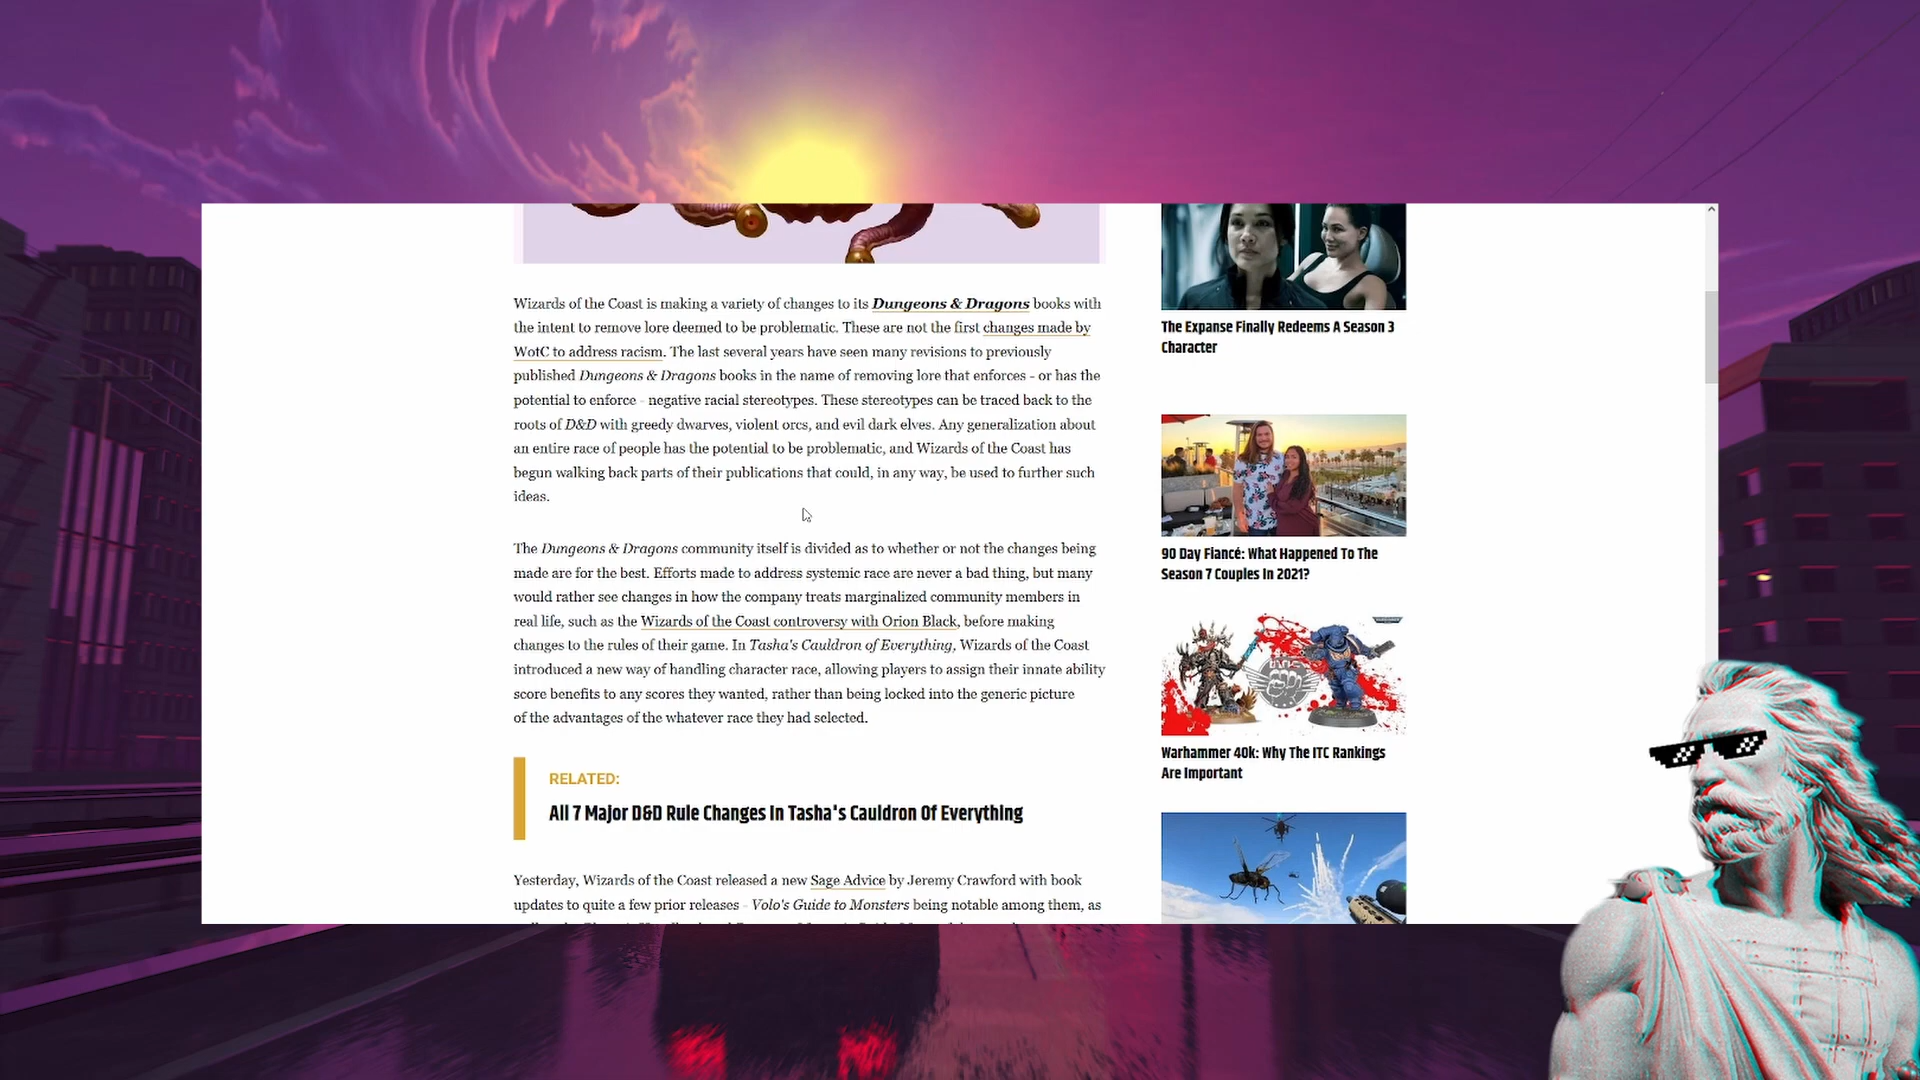 Wizards of the Coast is making a variety of changes to its Dungeons & Dragons books with
the intent to remove lore deemed to be problematic. These are not the first changes made by
WotC to address racism. The last several years have seen many revisions to previously
published Dungeons & Dragons books in the name of removing lore that enforces - or has the
potential to enforce - negative racial stereotypes. These stereotypes can be traced back to the
roots of D&D with greedy dwarves, violent orcs, and evil dark elves. Any generalization about
an entire race of people has the potential to be problematic, and Wizards of the Coast has
begun walking back parts of their publications that could, in any way, be used to further such
ideas.
The Dungeons & Dragons community itself is divided as to whether or not the changes being
made are for the best. Efforts made to address systemic race are never a bad thing, but many
would rather see changes in how the company treats marginalized community members in
real life, such as the Wizards of the Coast controversy with Orion Black, before making
changes to the rules of their game. In Tasha's Cauldron of Everything, Wizards of the Coast
introduced a new way of handling character race, allowing players to assign their innate ability
score benefits to any scores they wanted, rather than being locked into the generic picture
of the advantages of the whatever race they had selected.
RELATED:
All 7 Major D&D Rule Changes In Tasha's Cauldron Of Everything
Yesterday, Wizards of the Coast released a new Sage Advice by Jeremy Crawford with book
updates to quite a few prior releases - Volo's Guide to Monsters being notable among them, as
The Expanse Finally Redeems A Season 3
Character
90 Day Fiancé: What Happened To The
Season 7 Couples In 2021?
Warhammer 40k: Why The ITC Rankings
Are Important